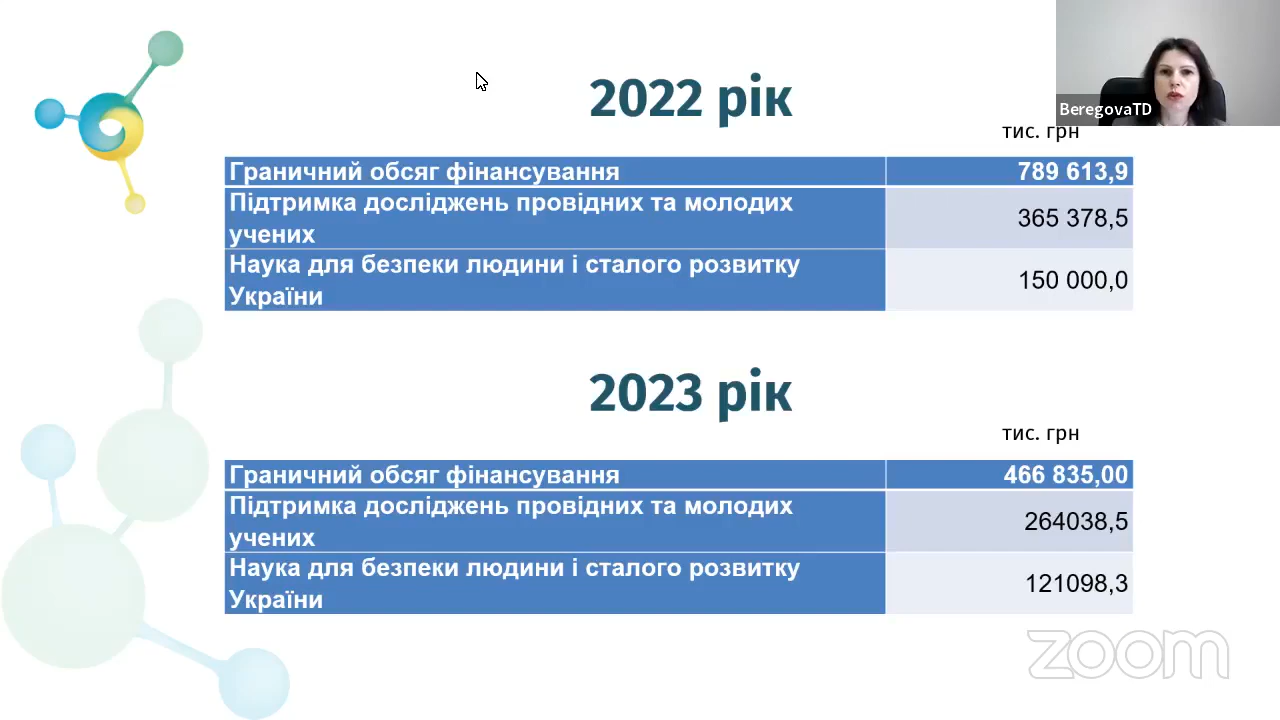 2022 рік
BeregovaTD
тис. грн
Граничний обсяг фінансування 789 613,9
Підтримка досліджень провідних та молодих
учених 365 378,5
Наука для безпеки людини і сталого розвитку
України 150 000,0
2023 рік
тис. грн
Граничний обсяг фінансування 466 835,00
Підтримка досліджень провідних та молодих
учених 264038,5
Наука для безпеки людини і сталого розвитку
України 121098,3
zoom